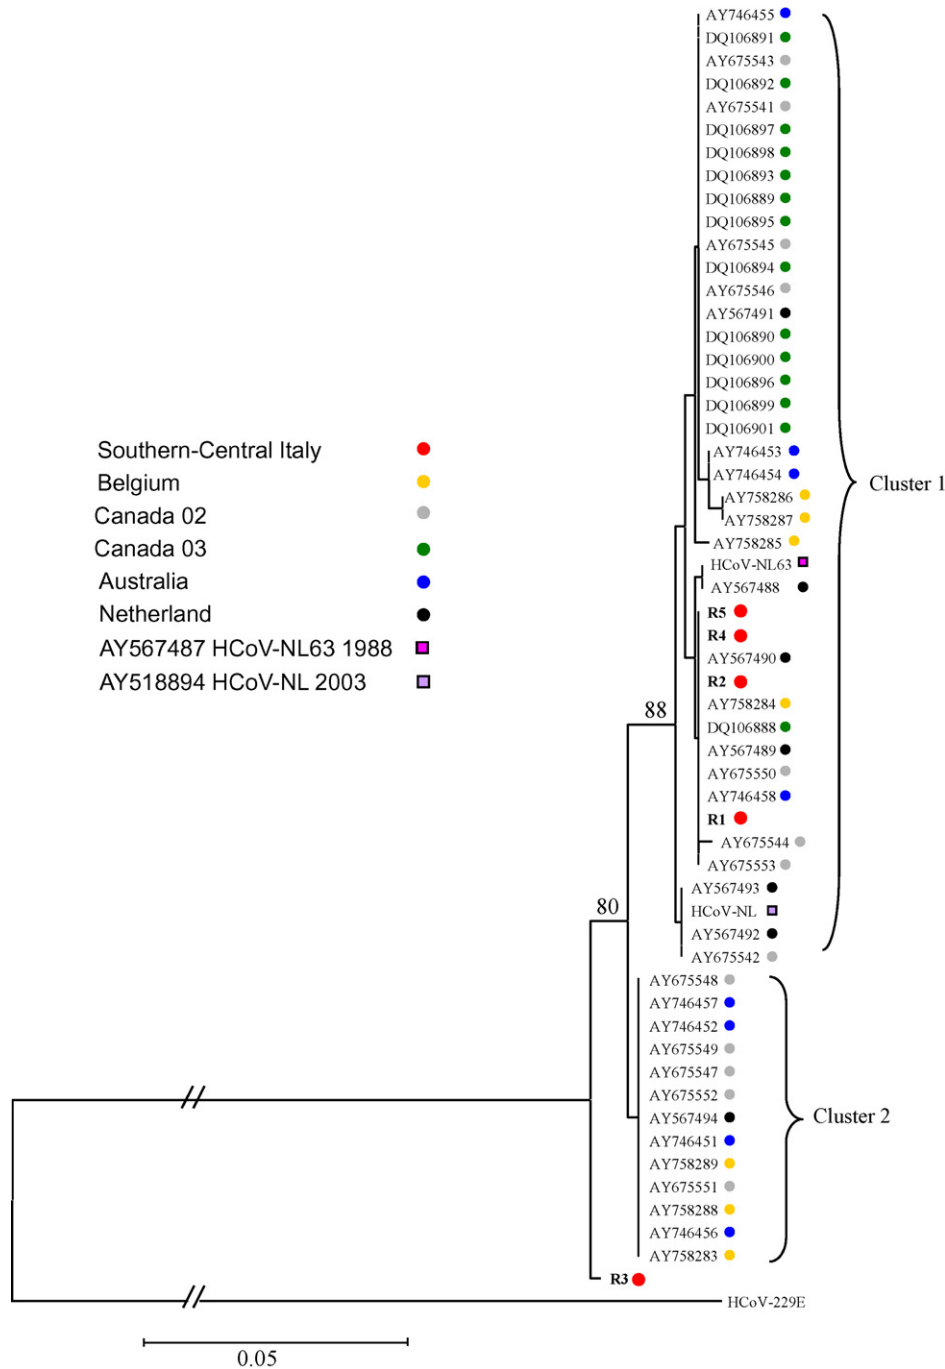 AY746455
DQ106891
AY675543
DQ106892
AY675541
DQ106897
DQ106898
DQ106893
DQ106889
DQ106895
AY675545
DQ106894
AY675546
AY567491
DQ106890
DQ106900
DQ106896
DQ106899
DQ106901
AY746453
AY746454
AY758286
AY758287
AY758285
HCoV-NL63
AY567488
R5
R4
AY567490
R2
AY758284
DQ106888
AY567489
AY675550
AY746458
R1
AY675544
AY675553
AY567493
HCoV-NL
AY567492
AY675542
Cluster 1
AY675548
AY746457
AY746452
AY675549
AY675547
AY675552
AY567494
AY746451
AY758289
AY675551
AY758288
AY746456
AY758283
Cluster 2
R3
HCoV-229E
88
80
Southern-Central Italy
Belgium
Canada 02
Canada 03
Australia
Netherland
AY567487 HCoV-NL63 1988
AY518894 HCoV-NL 2003
0.05